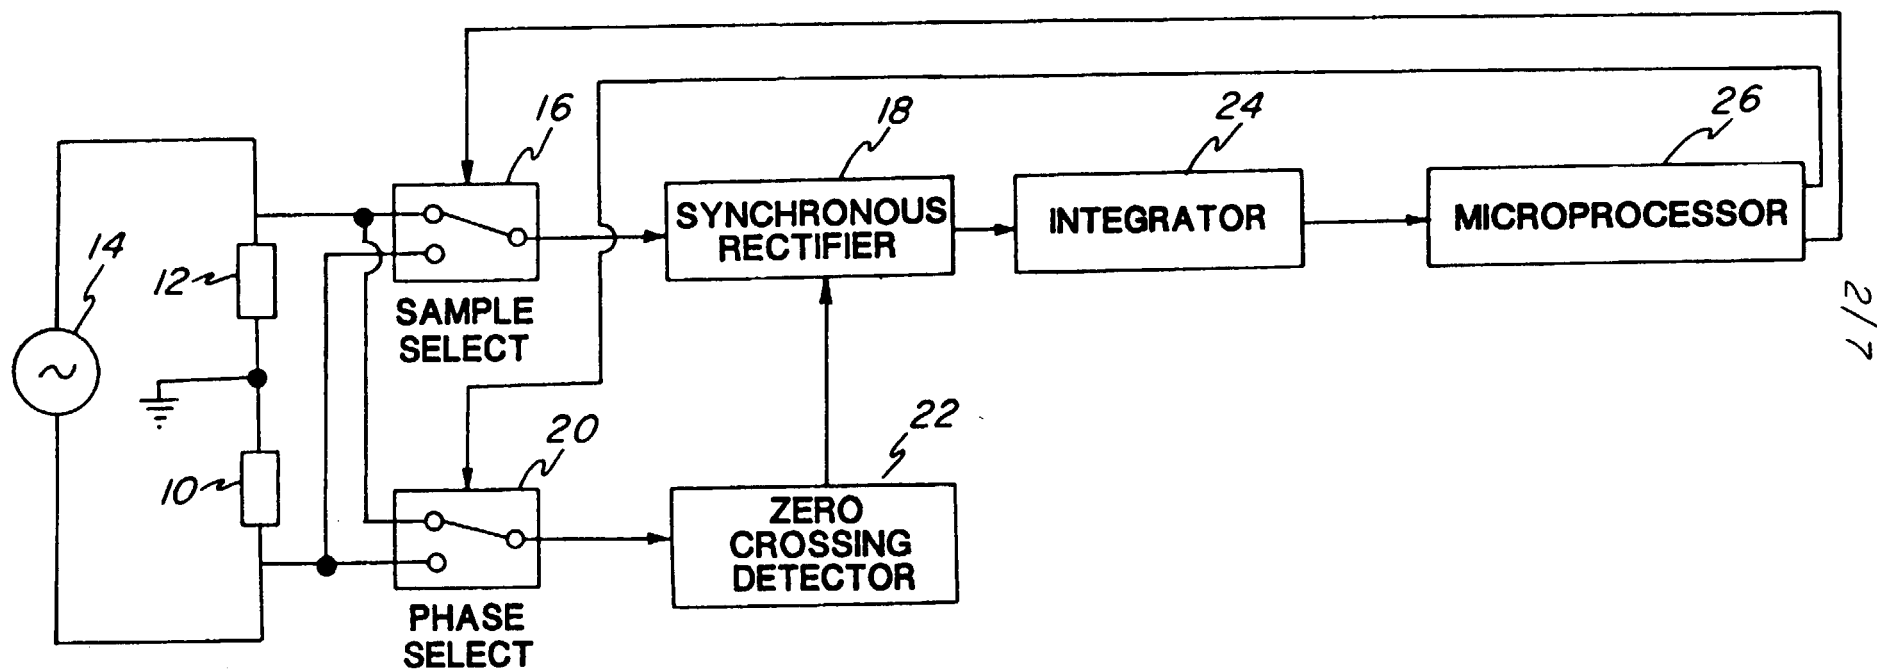 16
18
24
26
14
12
SYNCHRONOUS
RECTIFIER
INTEGRATOR
MICROPROCESSOR
SAMPLE
SELECT
2/7
~
10
20
22
ZERO
CROSSING
DETECTOR
PHASE
SELECT